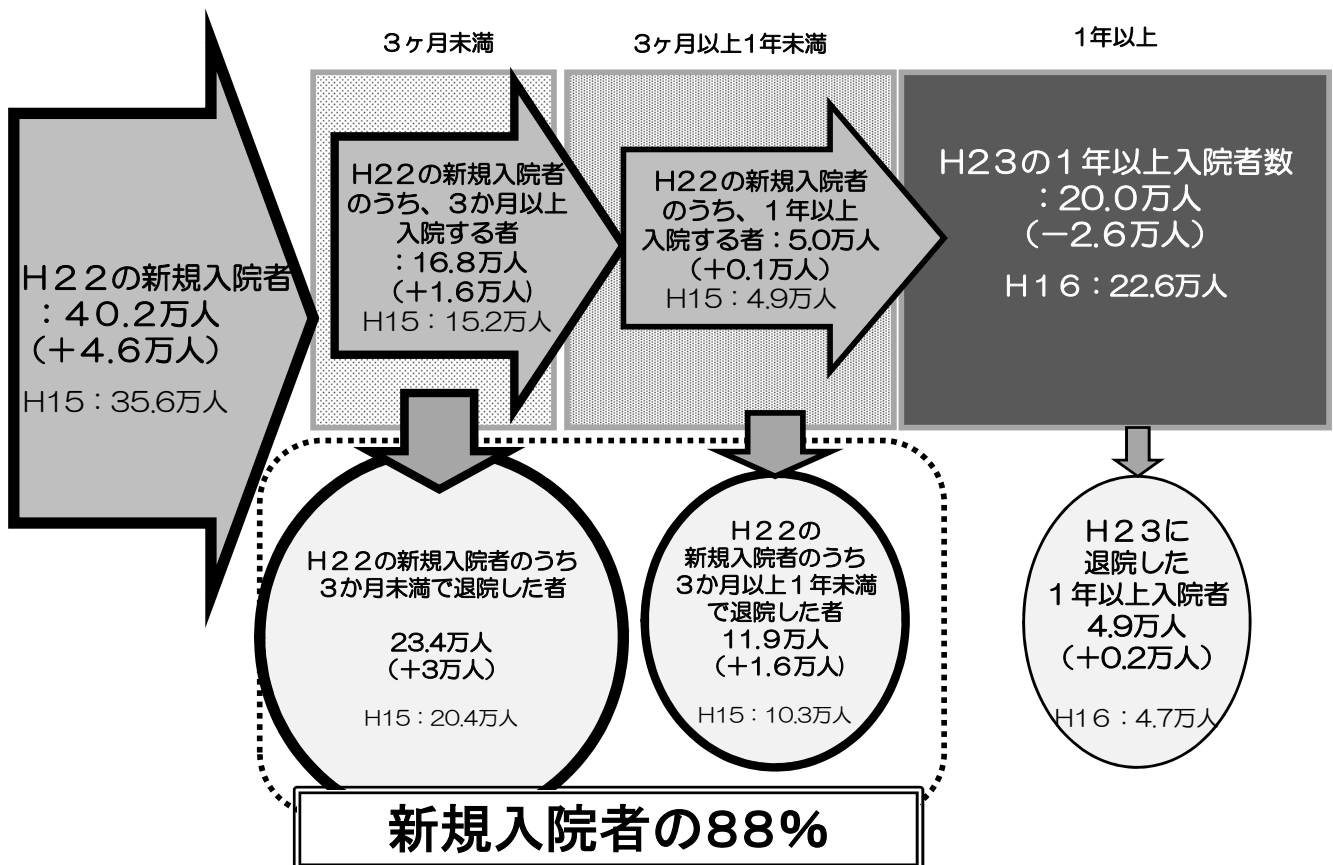 3ヶ月未満
3ヶ月以上1年未満
1年以上
H22の新規入院者
:40.2万人
(+4.6万人)
H15:35.6万人
H22の新規入院者
のうち、3か月以上
入院する者
:16.8万人
(+1.6万人)
H15:15.2万人
H22の新規入院者
のうち、1年以上
入院する者:5.0万人
(+0.1万人)
H15:4.9万人
H23の1年以上入院者数
:20.0万人
(-2.6万人)
H16:22.6万人
H22の新規入院者のうち
3か月未満で退院した者
23.4万人
(+3万人)
H15:20.4万人
H22の
新規入院者のうち
3か月以上1年未満
で退院した者
11.9万人
(+1.6万人)
H15:10.3万人
H23に
退院した
1年以上入院者
4.9万人
(+0.2万人)
H16:4.7万人
新規入院者の88%